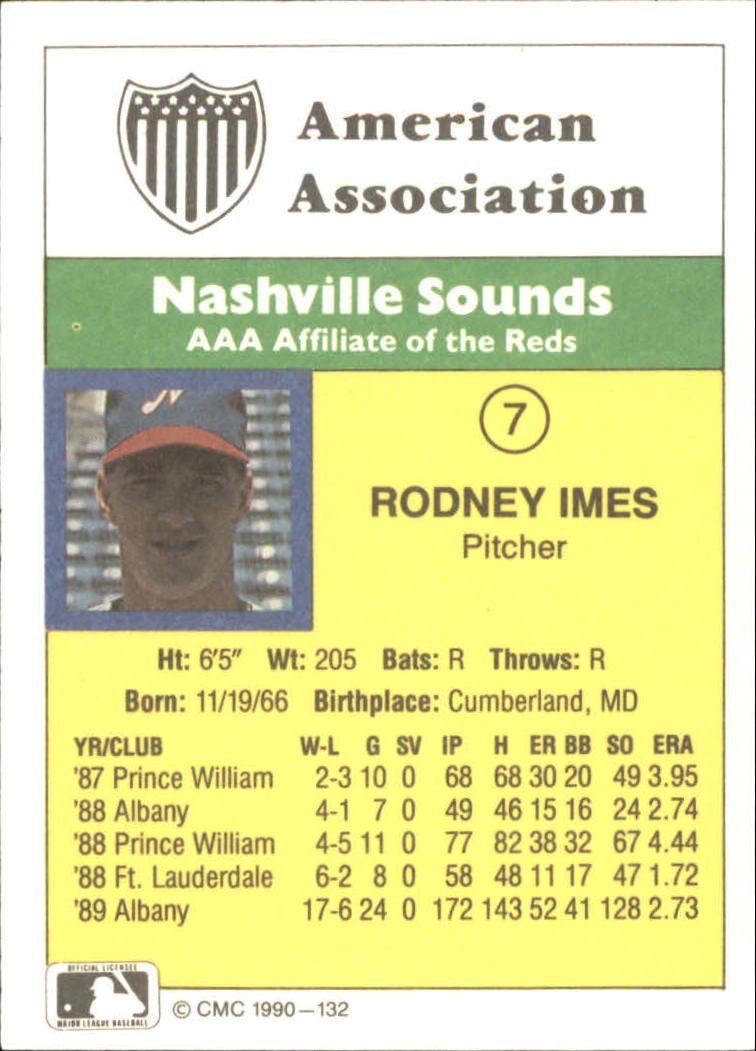 American
Association
Nashville Sounds
AAA Affiliate of the Reds
N
7
RODNEY IMES
Pitcher
Ht: 6'5" Wt: 205 Bats: R Throws: R
Born: 11/19/66 Birthplace: Cumberland, MD
YR/CLUB W-L G SV IP H ER BB SO ERA
'87 Prince William 2-3 10 0 68 68 30 20 49 3.95
'88 Albany 4-1 7 0 49 46 15 16 24 2.74
'88 Prince William 4-5 11 0 77 82 38 32 67 4.44
'88 Ft. Lauderdale 6-2 8 0 58 48 11 17 47 1.72
'89 Albany 17-6 24 0 172 143 52 41 128 2.73
OFFICIAL LICENSEE
MAJOR LEAGUE BASEBALL
© CMC 1990–132